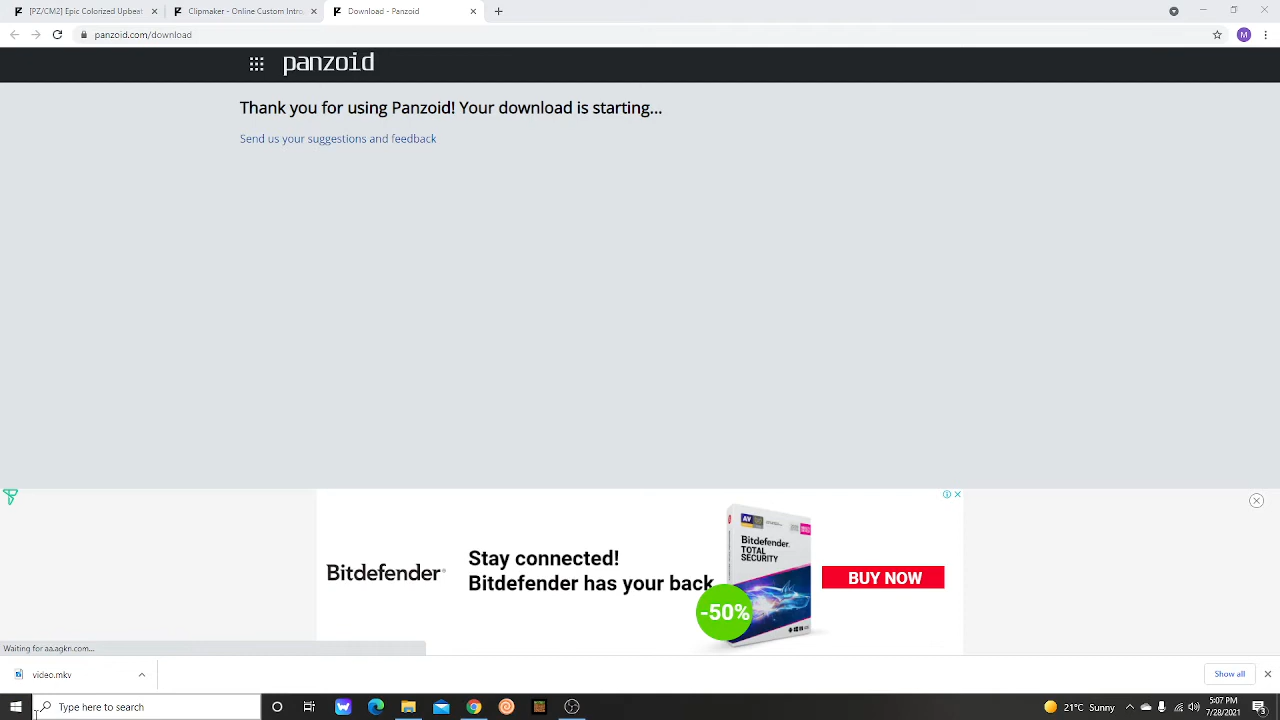 [PZ/CM2] Epic Colorized Upbeat
Clipmaker - Online Custom Intro
Download - Panzoid
panzoid.com/download
M
panzoid
Thank you for using Panzoid! Your download is starting...
Send us your suggestions and feedback
Bitdefender
Stay connected!
Bitdefender has your back
Bitdefender.
TOTAL
SECURITY
-50%
BUY NOW
Waiting for aa.agkn.com...
video.mkv
Show all
Type here to search
21°C Sunny
5:07 PM
7/28/2021